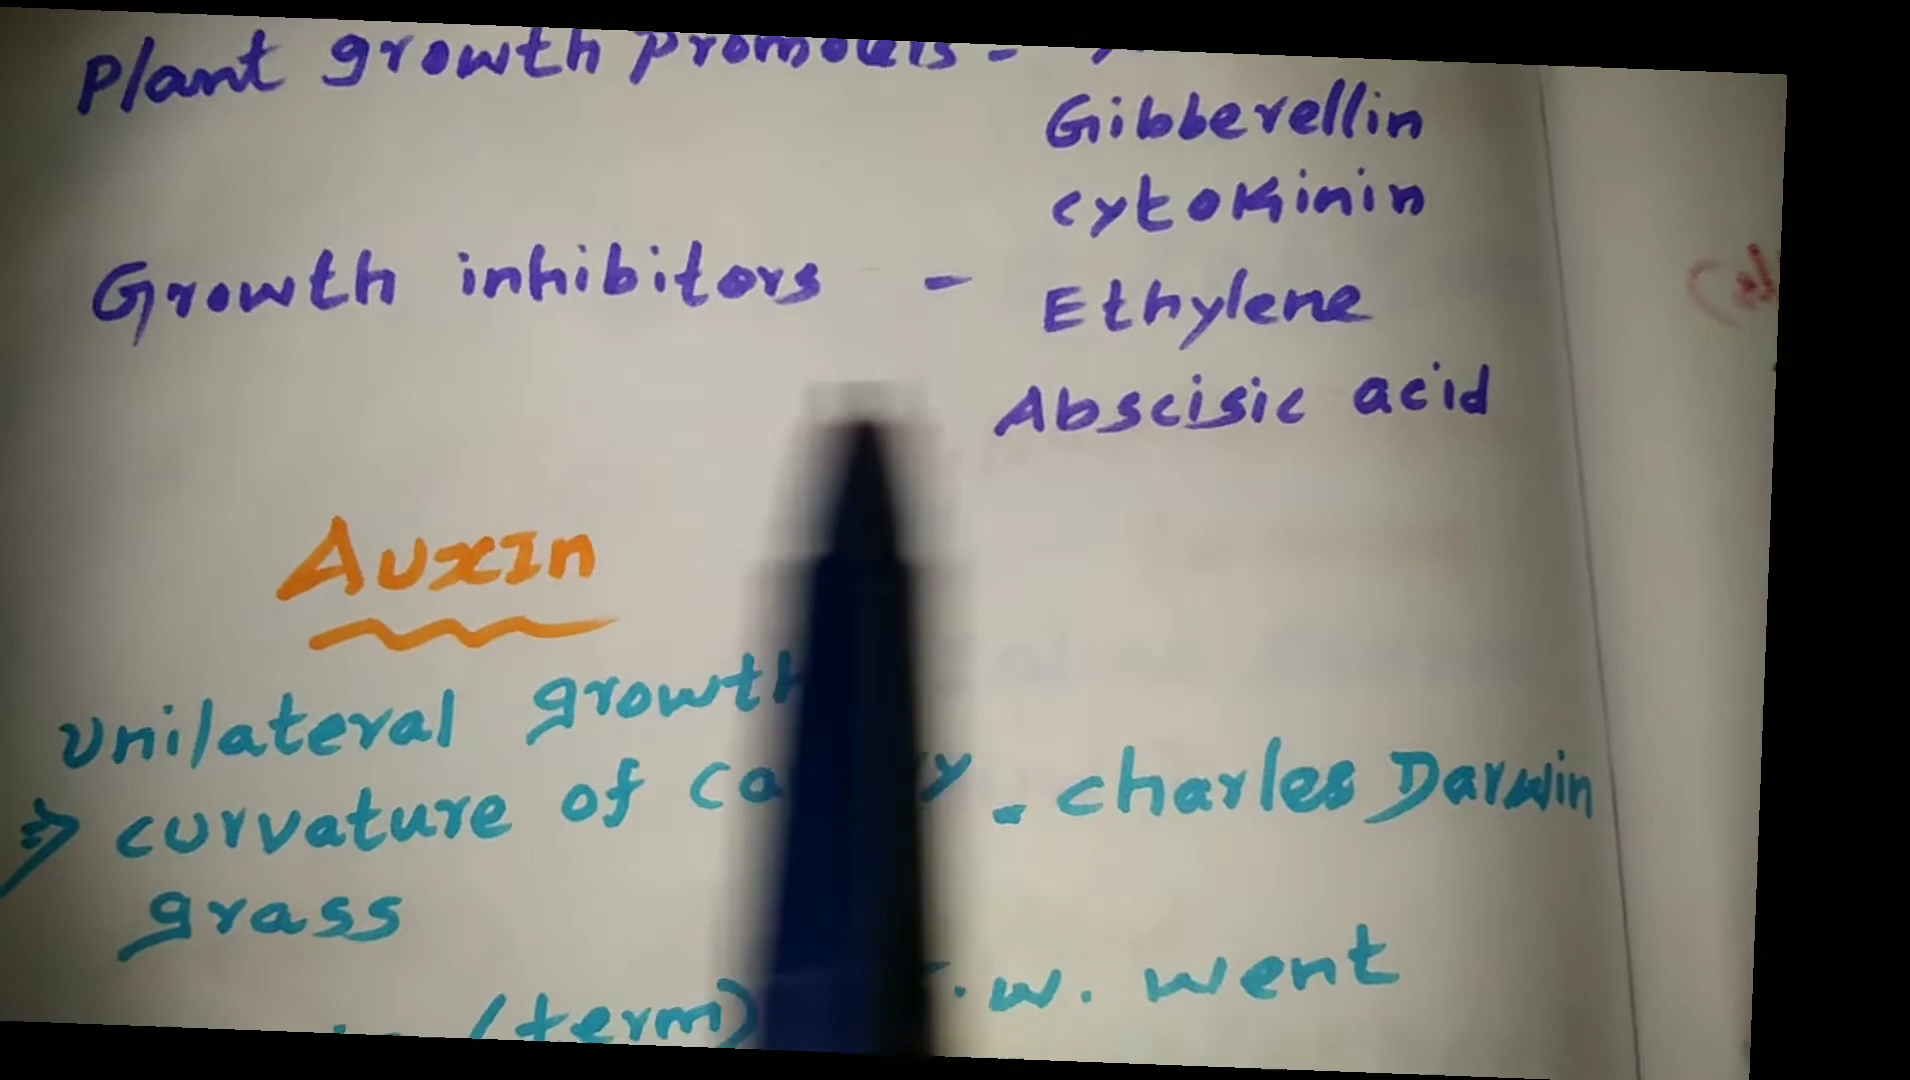 Plant growth promoters -
Gibberellin
cytokinin
Growth inhibitors - Ethylene
Abscisic acid
Auxin
Unilateral growth
⇒ curvature of - Charles Darwin
grass
(term) F.W. Went